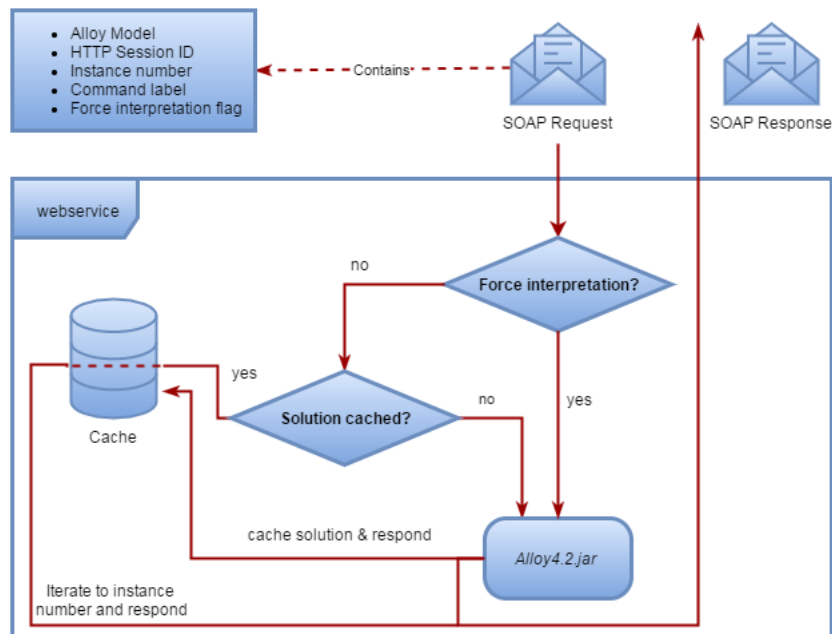 Alloy Model
HTTP Session ID
Instance number
Command label
Force interpretation flag
Contains
SOAP Request
SOAP Response
webservice
Force interpretation?
no
yes
Solution cached?
yes
no
Cache
cache solution & respond
Alloy4.2.jar
Iterate to instance
number and respond